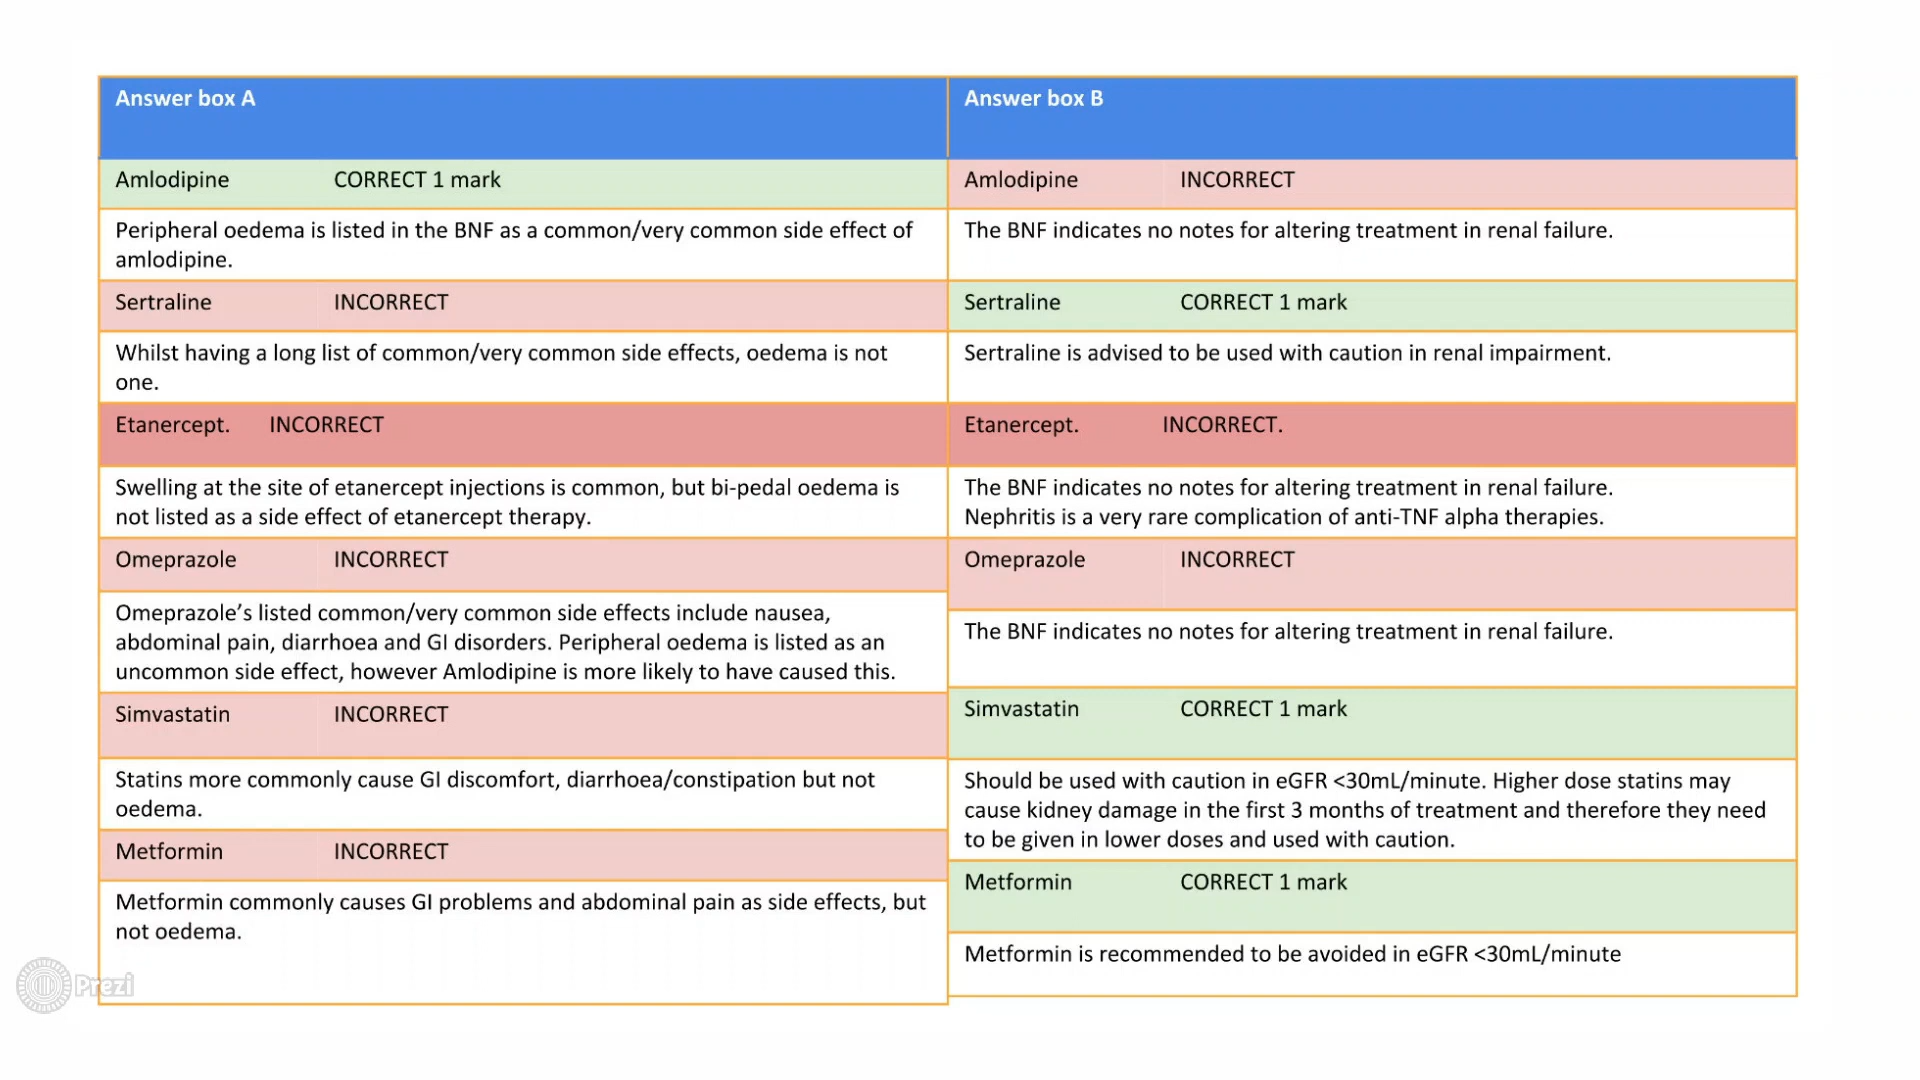 Answer box A
Amlodipine CORRECT 1 mark
Peripheral oedema is listed in the BNF as a common/very common side effect of
amlodipine.
Sertraline INCORRECT
Whilst having a long list of common/very common side effects, oedema is not
one.
Etanercept. INCORRECT
Swelling at the site of etanercept injections is common, but bi-pedal oedema is
not listed as a side effect of etanercept therapy.
Omeprazole INCORRECT
Omeprazole’s listed common/very common side effects include nausea,
abdominal pain, diarrhoea and GI disorders. Peripheral oedema is listed as an
uncommon side effect, however Amlodipine is more likely to have caused this.
Simvastatin INCORRECT
Statins more commonly cause GI discomfort, diarrhoea/constipation but not
oedema.
Metformin INCORRECT
Metformin commonly causes GI problems and abdominal pain as side effects, but
not oedema.
Answer box B
Amlodipine INCORRECT
The BNF indicates no notes for altering treatment in renal failure.
Sertraline CORRECT 1 mark
Sertraline is advised to be used with caution in renal impairment.
Etanercept. INCORRECT.
The BNF indicates no notes for altering treatment in renal failure.
Nephritis is a very rare complication of anti-TNF alpha therapies.
Omeprazole INCORRECT
The BNF indicates no notes for altering treatment in renal failure.
Simvastatin CORRECT 1 mark
Should be used with caution in eGFR <30mL/minute. Higher dose statins may
cause kidney damage in the first 3 months of treatment and therefore they need
to be given in lower doses and used with caution.
Metformin CORRECT 1 mark
Metformin is recommended to be avoided in eGFR <30mL/minute
Prezi